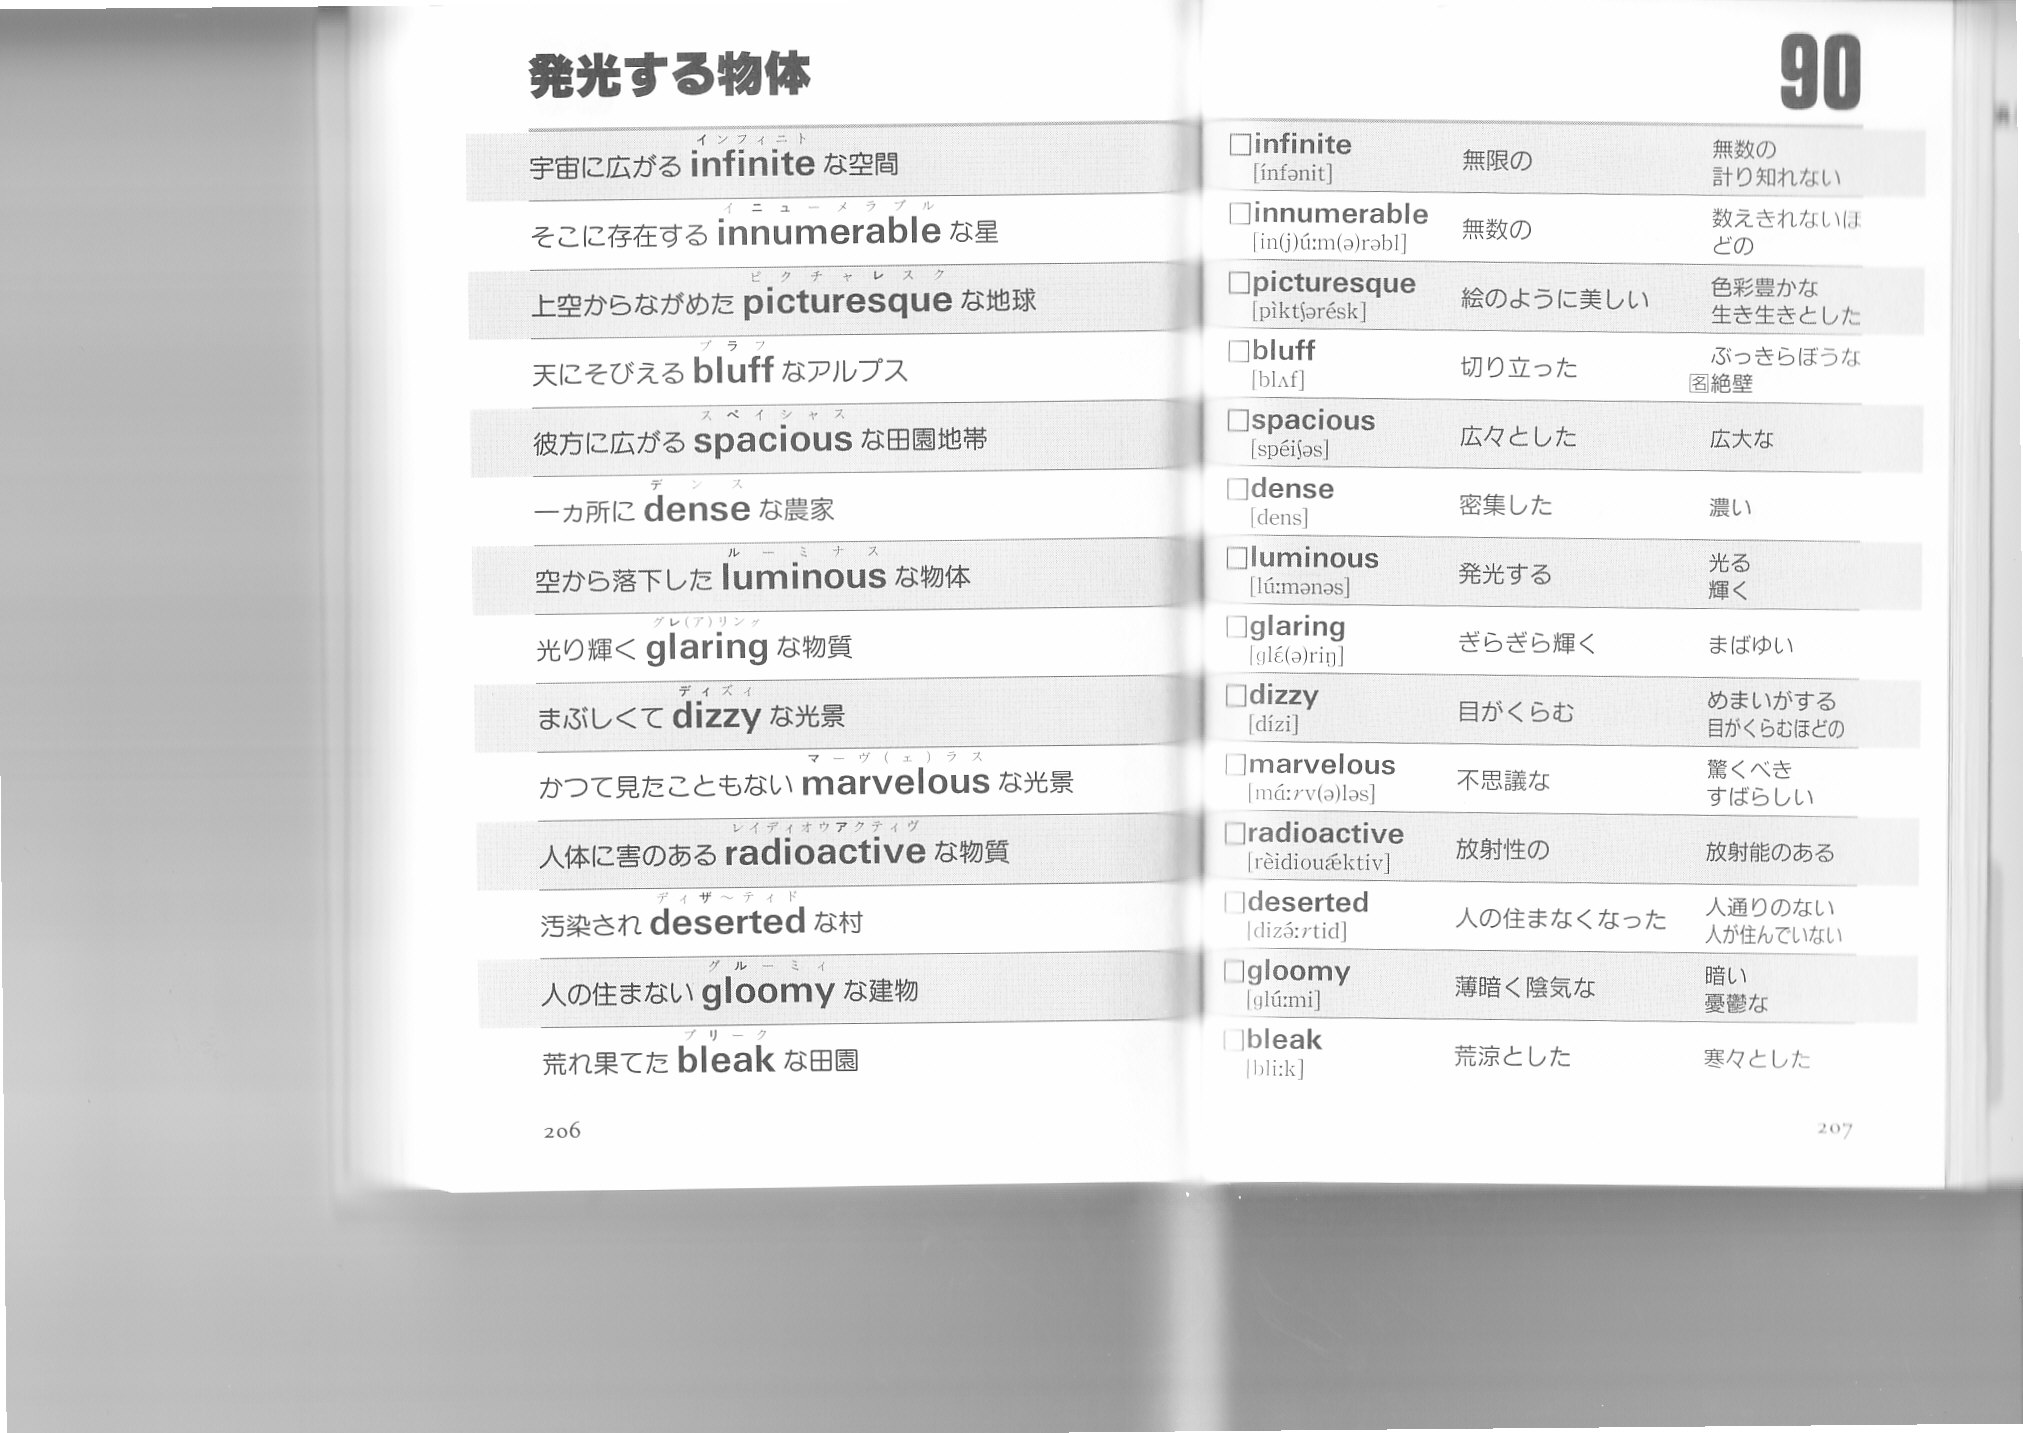 発光する物体
インフィニト
宇宙に広がる infinite な空間
イニューメラブル
そこに存在する innumerable な星
ピクチャレスク
上空からながめた picturesque な地球
ブラフ
天にそびえる bluff なアルプス
スペイシャス
彼方に広がる spacious な田園地帯
デンス
一ヵ所に dense な農家
ルーミナス
空から落下した luminous な物体
グレ(ア)リング
光り輝く glaring な物質
ディズィ
まぶしくて dizzy な光景
マーヴ(ェ)ラス
かつて見たこともない marvelous な光景
レイディオウアクティヴ
人体に害のある radioactive な物質
ディザ～ティド
汚染され deserted な村
グルーミィ
人の住まない gloomy な建物
ブリーク
荒れ果てた bleak な田園
206
90
□infinite 無限の 無数の
[ínfənit] 計り知れない
□innumerable 無数の 数えきれないほ
[in(j)ú:m(ə)rəbl] どの
□picturesque 絵のように美しい 色彩豊かな
[pìktʃərésk] 生き生きとした
□bluff 切り立った ぶっきらぼうな
[blʌf] 名絶壁
□spacious 広々とした 広大な
[spéiʃəs]
□dense 密集した 濃い
[dens]
□luminous 発光する 光る
[lú:mənəs] 輝く
□glaring ぎらぎら輝く まばゆい
[glɛ́(ə)riŋ]
□dizzy 目がくらむ めまいがする
[dízi] 目がくらむほどの
□marvelous 不思議な 驚くべき
[mɑ́:rv(ə)ləs] すばらしい
□radioactive 放射性の 放射能のある
[rèidiouǽktiv]
□deserted 人の住まなくなった 人通りのない
[dizə́:rtid] 人が住んでいない
□gloomy 薄暗く陰気な 暗い
[glú:mi] 憂鬱な
□bleak 荒涼とした 寒々とした
[bli:k]
207